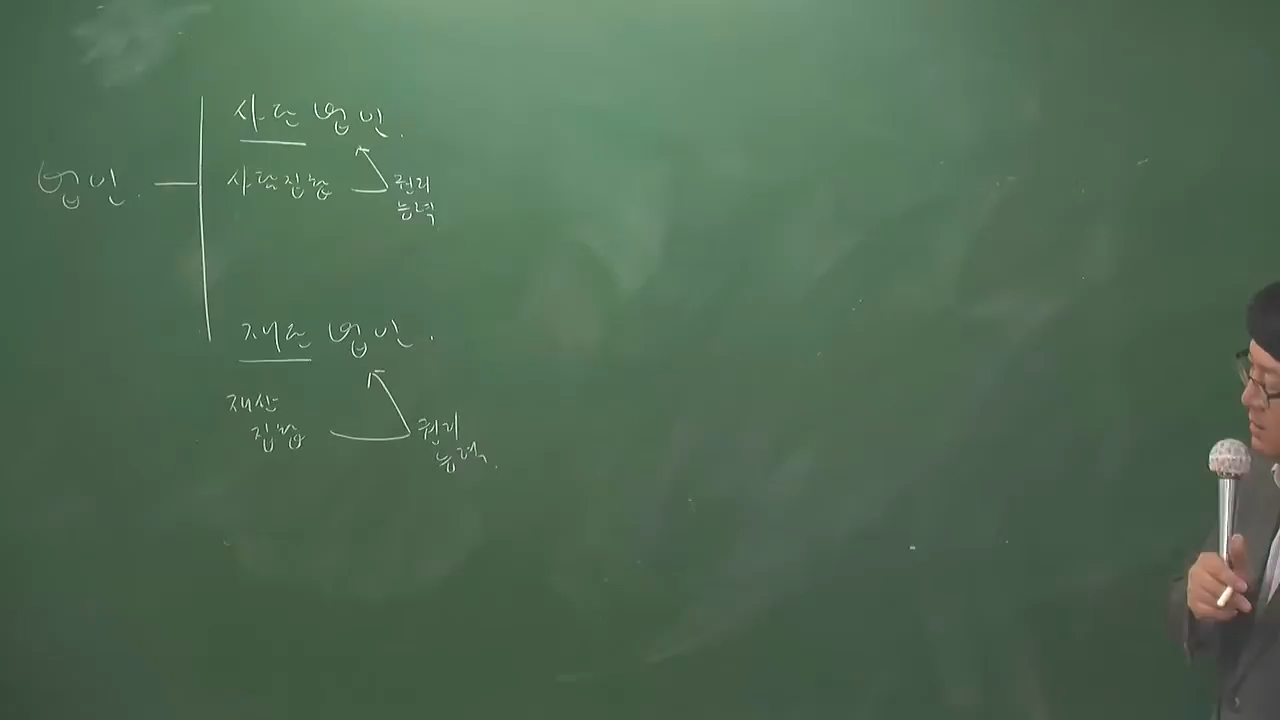 법인.
사단 법인.
사람집합
권리
능력
재단 법인.
재산
집합
권리
능력.